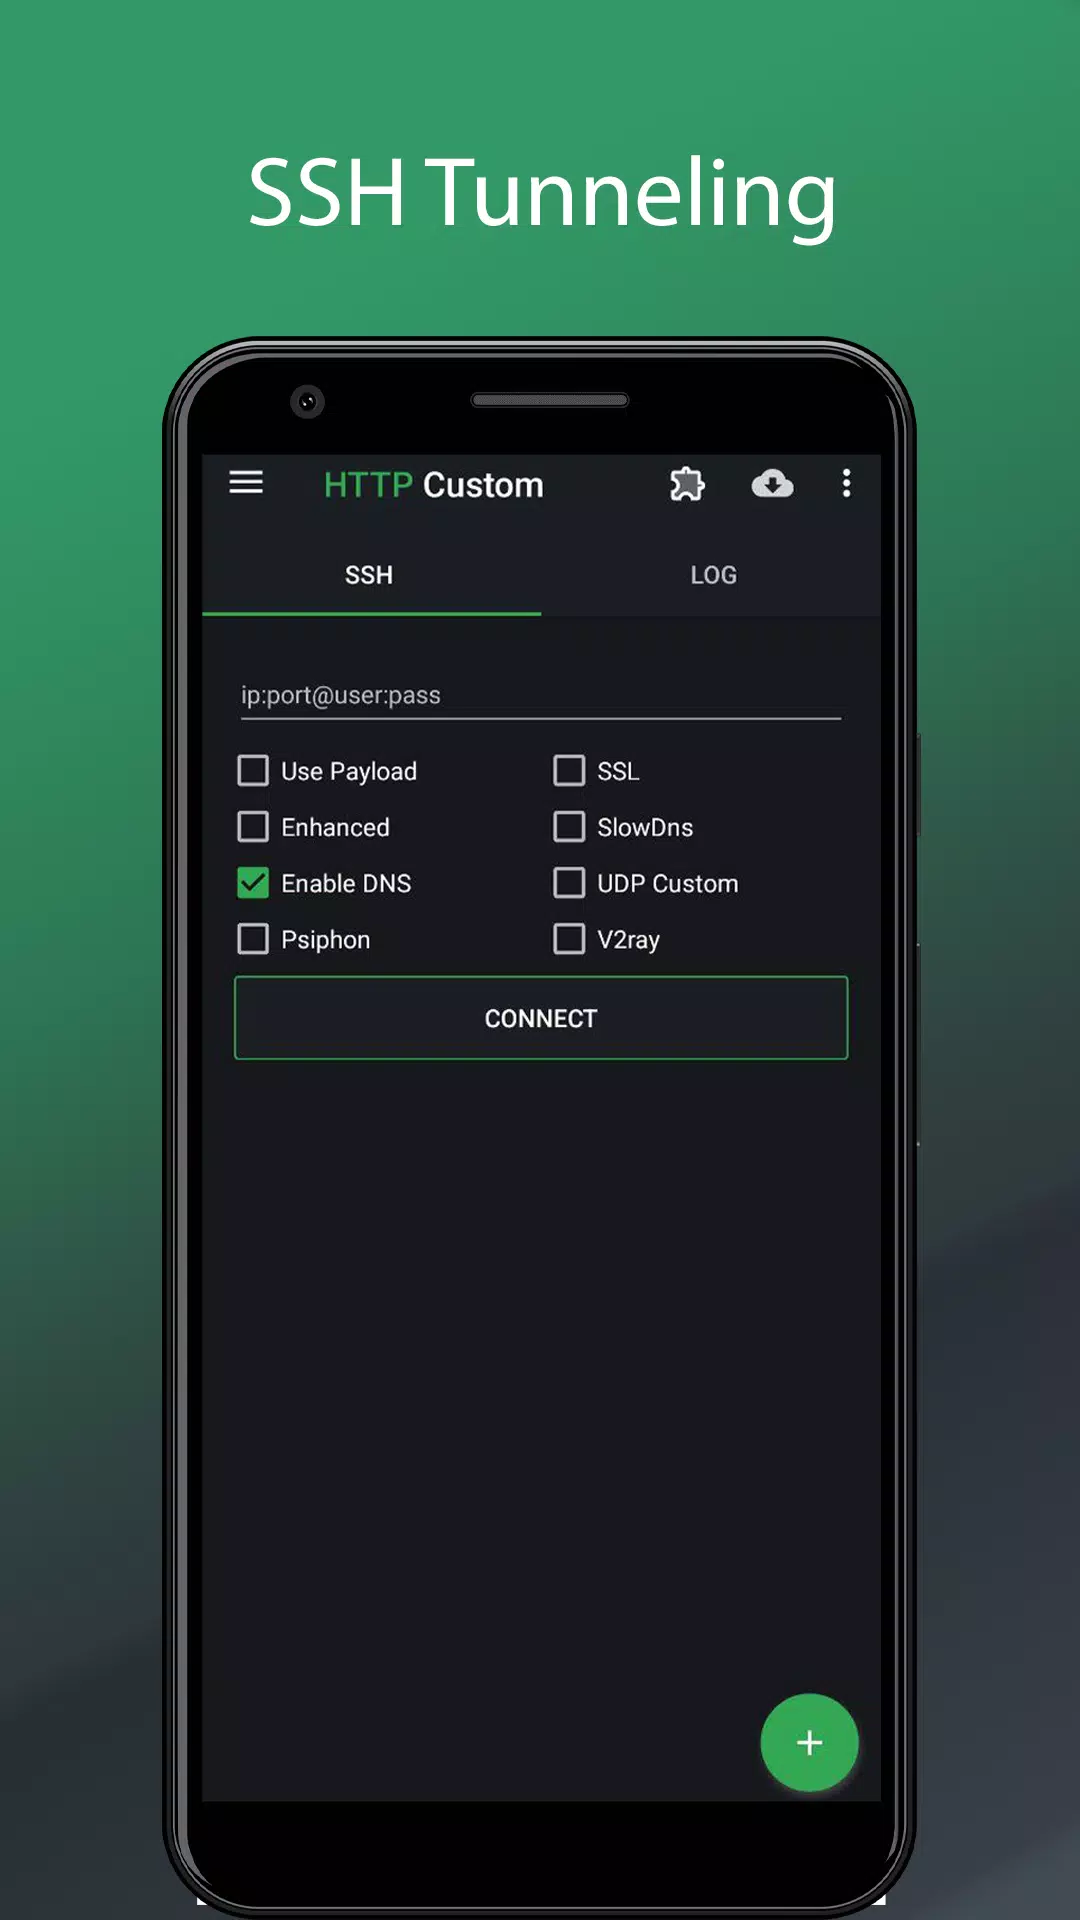 SSH Tunneling
HTTP Custom
SSH
LOG
ip:port@user:pass
Use Payload
SSL
Enhanced
SlowDns
Enable DNS
UDP Custom
Psiphon
V2ray
CONNECT